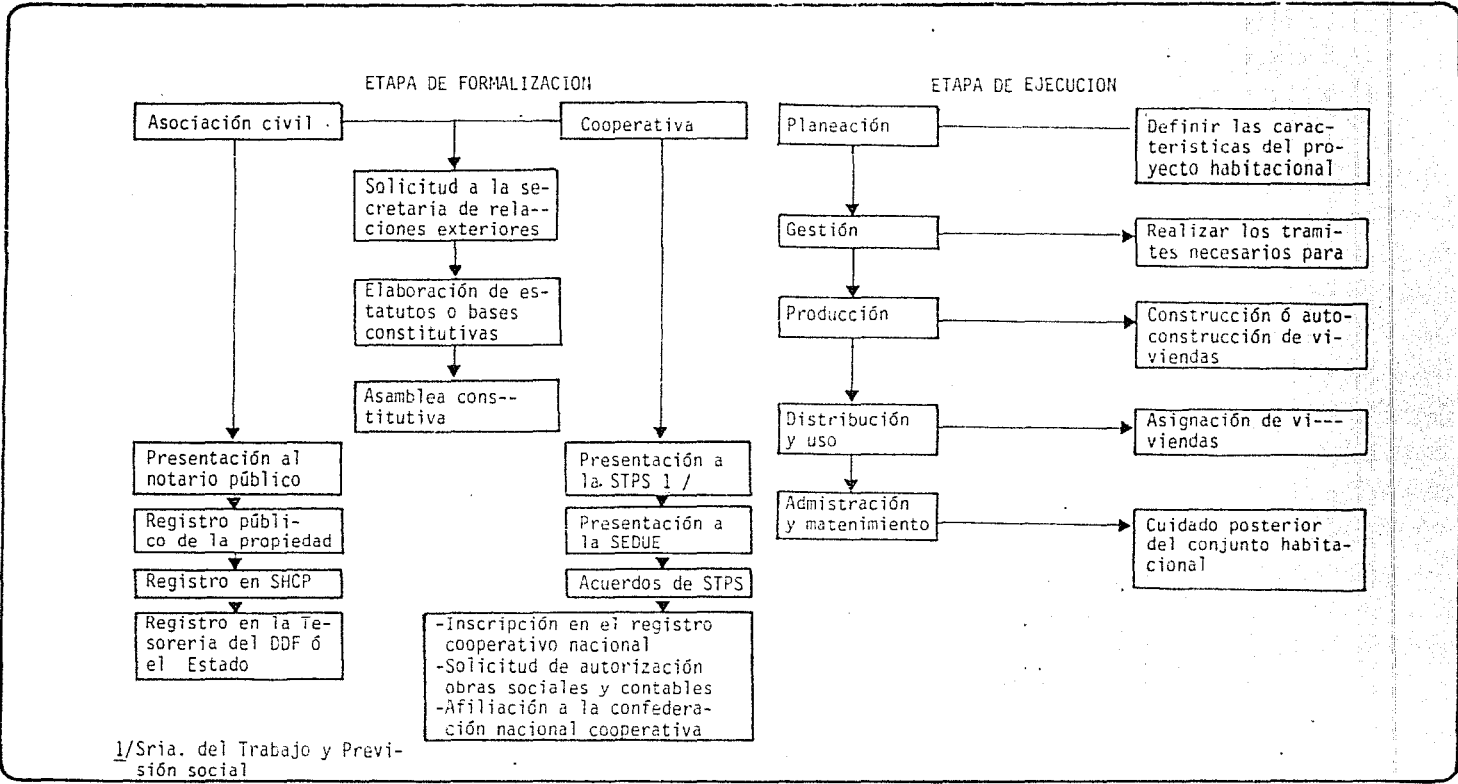 ETAPA DE FORMALIZACION
Asociación civil
Cooperativa
Solicitud a la se-
cretaria de rela--
ciones exteriores
Elaboración de es-
tatutos o bases
constitutivas
Asamblea cons--
titutiva
Presentación al
notario público
Registro públi-
co de la propiedad
Registro en SHCP
Registro en la Te-
soreria del DDF ó
el Estado
Presentación a
la STPS 1 /
Presentación a
la SEDUE
Acuerdos de STPS
-Inscripción en el registro
cooperativo nacional
-Solicitud de autorización
obras sociales y contables
-Afiliación a la confedera-
ción nacional cooperativa
1/Sria. del Trabajo y Previ-
sión social
ETAPA DE EJECUCION
Planeación
Definir las carac-
teristicas del pro-
yecto habitacional
Gestión
Realizar los trami-
tes necesarios para
Producción
Construcción ó auto-
construcción de vi-
viendas
Distribución
y uso
Asignación de vi---
viendas
Admistración
y matenimiento
Cuidado posterior
del conjunto habita-
cional